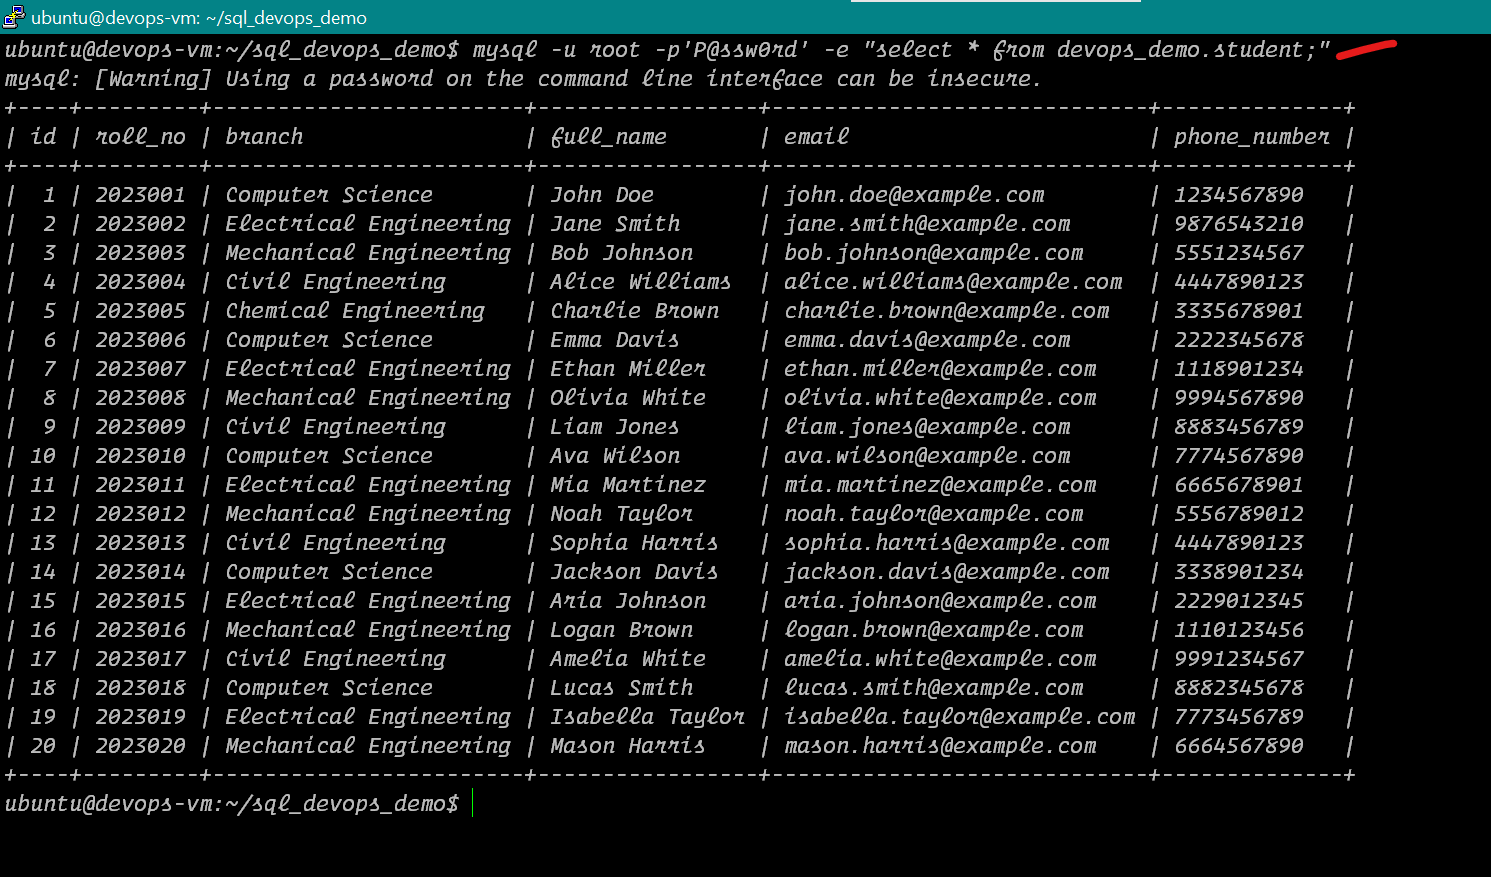 ubuntu@devops-vm: ~/sql_devops_demo
ubuntu@devops-vm:~/sql_devops_demo$ mysql -u root -p'P@ssw0rd' -e "select * from devops_demo.student;"
mysql: [Warning] Using a password on the command line interface can be insecure.
+----+---------+------------------------+-----------------+-----------------------------+--------------+
| id | roll_no | branch                 | full_name       | email                       | phone_number |
+----+---------+------------------------+-----------------+-----------------------------+--------------+
|  1 | 2023001 | Computer Science       | John Doe        | john.doe@example.com        | 1234567890   |
|  2 | 2023002 | Electrical Engineering | Jane Smith      | jane.smith@example.com      | 9876543210   |
|  3 | 2023003 | Mechanical Engineering | Bob Johnson     | bob.johnson@example.com     | 5551234567   |
|  4 | 2023004 | Civil Engineering      | Alice Williams  | alice.williams@example.com  | 4447890123   |
|  5 | 2023005 | Chemical Engineering   | Charlie Brown   | charlie.brown@example.com   | 3335678901   |
|  6 | 2023006 | Computer Science       | Emma Davis      | emma.davis@example.com      | 2222345678   |
|  7 | 2023007 | Electrical Engineering | Ethan Miller    | ethan.miller@example.com    | 1118901234   |
|  8 | 2023008 | Mechanical Engineering | Olivia White    | olivia.white@example.com    | 9994567890   |
|  9 | 2023009 | Civil Engineering      | Liam Jones      | liam.jones@example.com      | 8883456789   |
| 10 | 2023010 | Computer Science       | Ava Wilson      | ava.wilson@example.com      | 7774567890   |
| 11 | 2023011 | Electrical Engineering | Mia Martinez    | mia.martinez@example.com    | 6665678901   |
| 12 | 2023012 | Mechanical Engineering | Noah Taylor     | noah.taylor@example.com     | 5556789012   |
| 13 | 2023013 | Civil Engineering      | Sophia Harris   | sophia.harris@example.com   | 4447890123   |
| 14 | 2023014 | Computer Science       | Jackson Davis   | jackson.davis@example.com   | 3338901234   |
| 15 | 2023015 | Electrical Engineering | Aria Johnson    | aria.johnson@example.com    | 2229012345   |
| 16 | 2023016 | Mechanical Engineering | Logan Brown     | logan.brown@example.com     | 1110123456   |
| 17 | 2023017 | Civil Engineering      | Amelia White    | amelia.white@example.com    | 9991234567   |
| 18 | 2023018 | Computer Science       | Lucas Smith     | lucas.smith@example.com     | 8882345678   |
| 19 | 2023019 | Electrical Engineering | Isabella Taylor | isabella.taylor@example.com | 7773456789   |
| 20 | 2023020 | Mechanical Engineering | Mason Harris    | mason.harris@example.com    | 6664567890   |
+----+---------+------------------------+-----------------+-----------------------------+--------------+
ubuntu@devops-vm:~/sql_devops_demo$